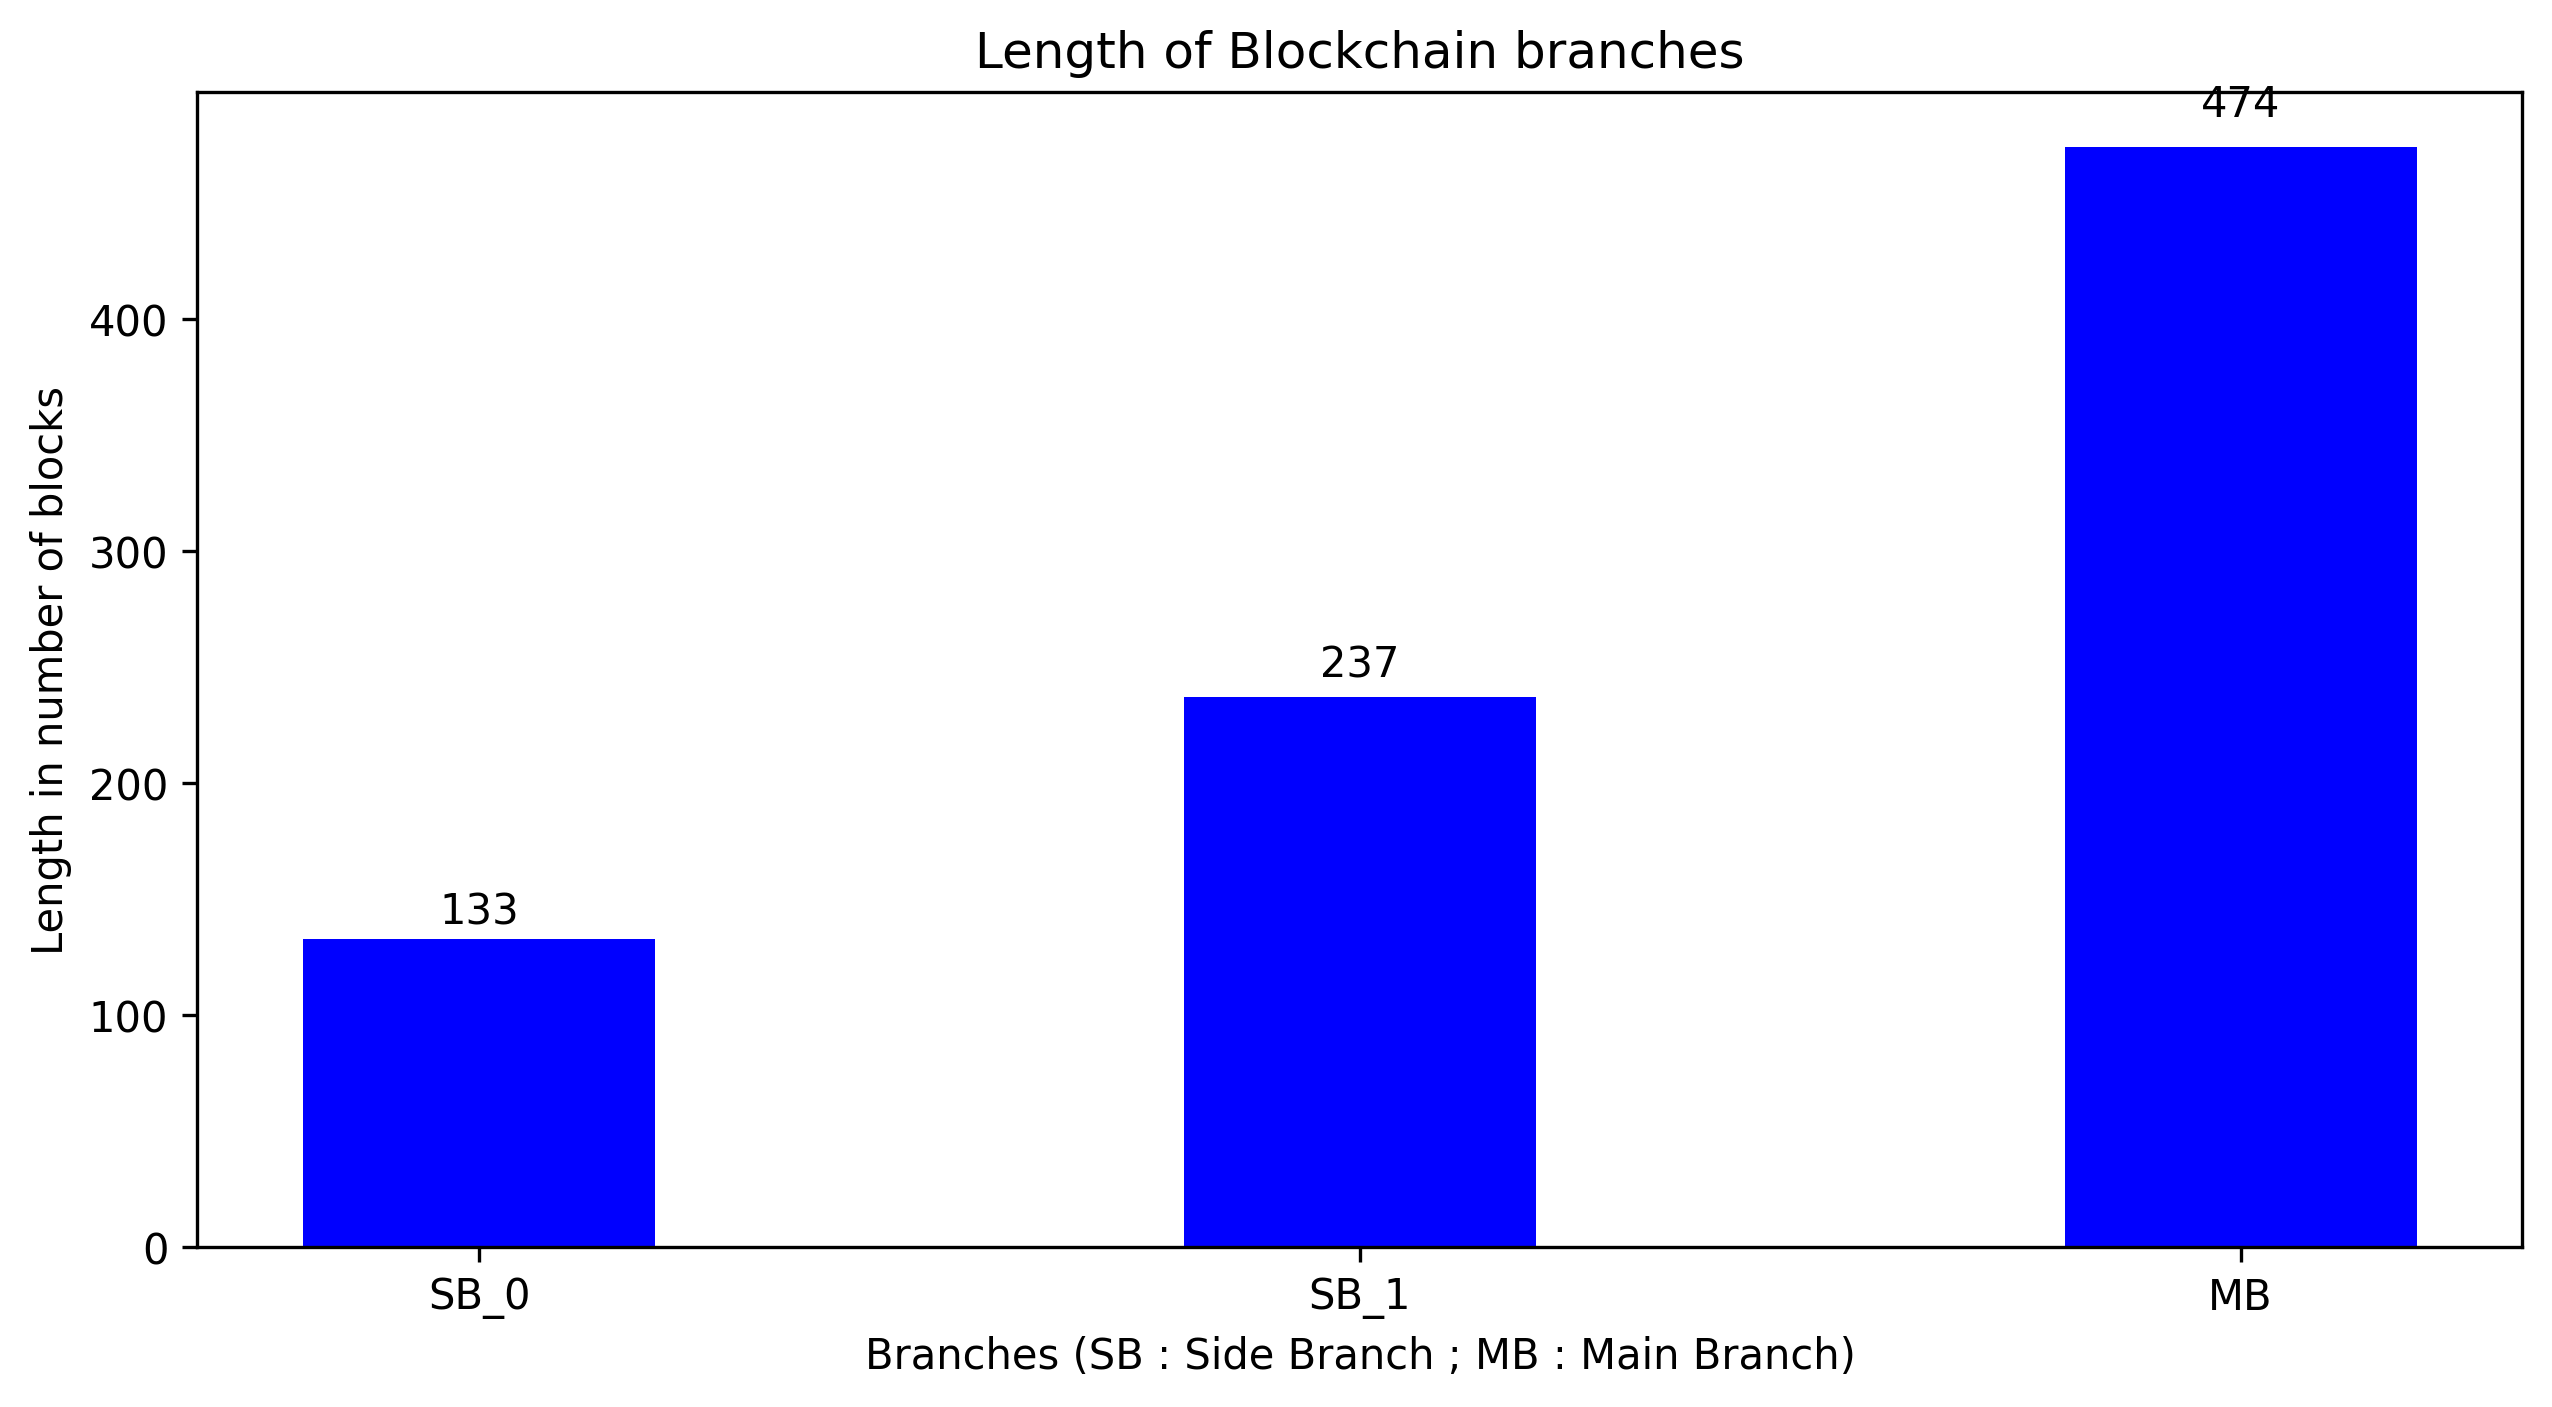 Length of Blockchain branches
474
400
300
237
200
133
100
0
Length in number of blocks
SB_0
SB_1
MB
Branches (SB : Side Branch ; MB : Main Branch)